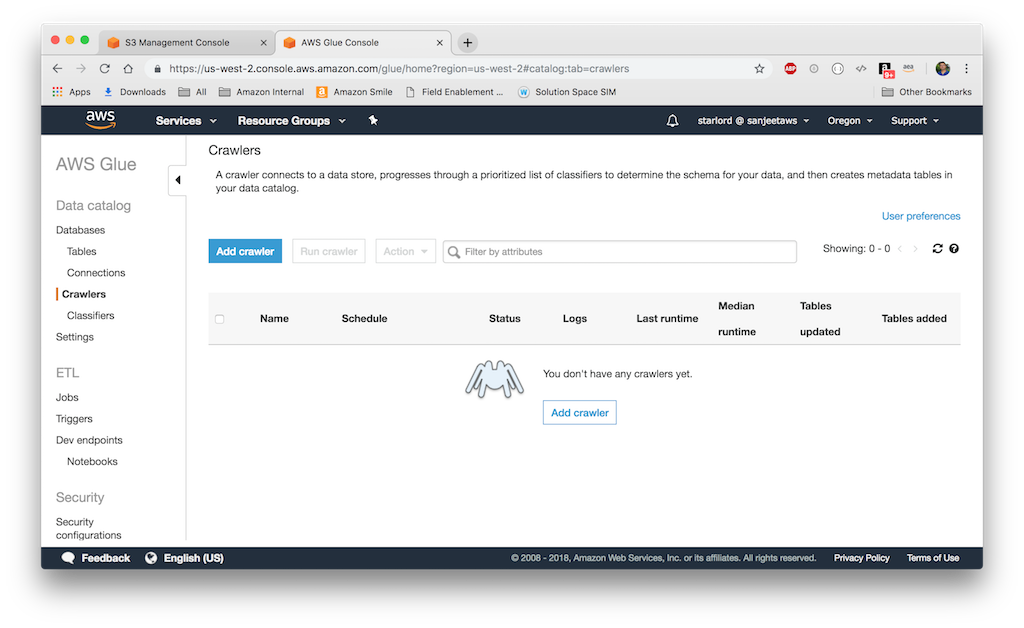 S3 Management Console
AWS Glue Console
https://us-west-2.console.aws.amazon.com/glue/home?region=us-west-2#catalog:tab=crawlers
ABP
a
9+
aea
Apps
Downloads
All
Amazon Internal
Amazon Smile
Field Enablement ...
Solution Space SIM
Other Bookmarks
aws
Services
Resource Groups
starlord @ sanjeetaws
Oregon
Support
AWS Glue
Data catalog
Databases
Tables
Connections
Crawlers
Classifiers
Settings
ETL
Jobs
Triggers
Dev endpoints
Notebooks
Security
Security
configurations
Crawlers
A crawler connects to a data store, progresses through a prioritized list of classifiers to determine the schema for your data, and then creates metadata tables in
your data catalog.
User preferences
Add crawler
Run crawler
Action
Filter by attributes
Showing: 0 - 0
Name
Schedule
Status
Logs
Last runtime
Median
runtime
Tables
updated
Tables added
You don't have any crawlers yet.
Add crawler
Feedback
English (US)
© 2008 - 2018, Amazon Web Services, Inc. or its affiliates. All rights reserved.
Privacy Policy
Terms of Use